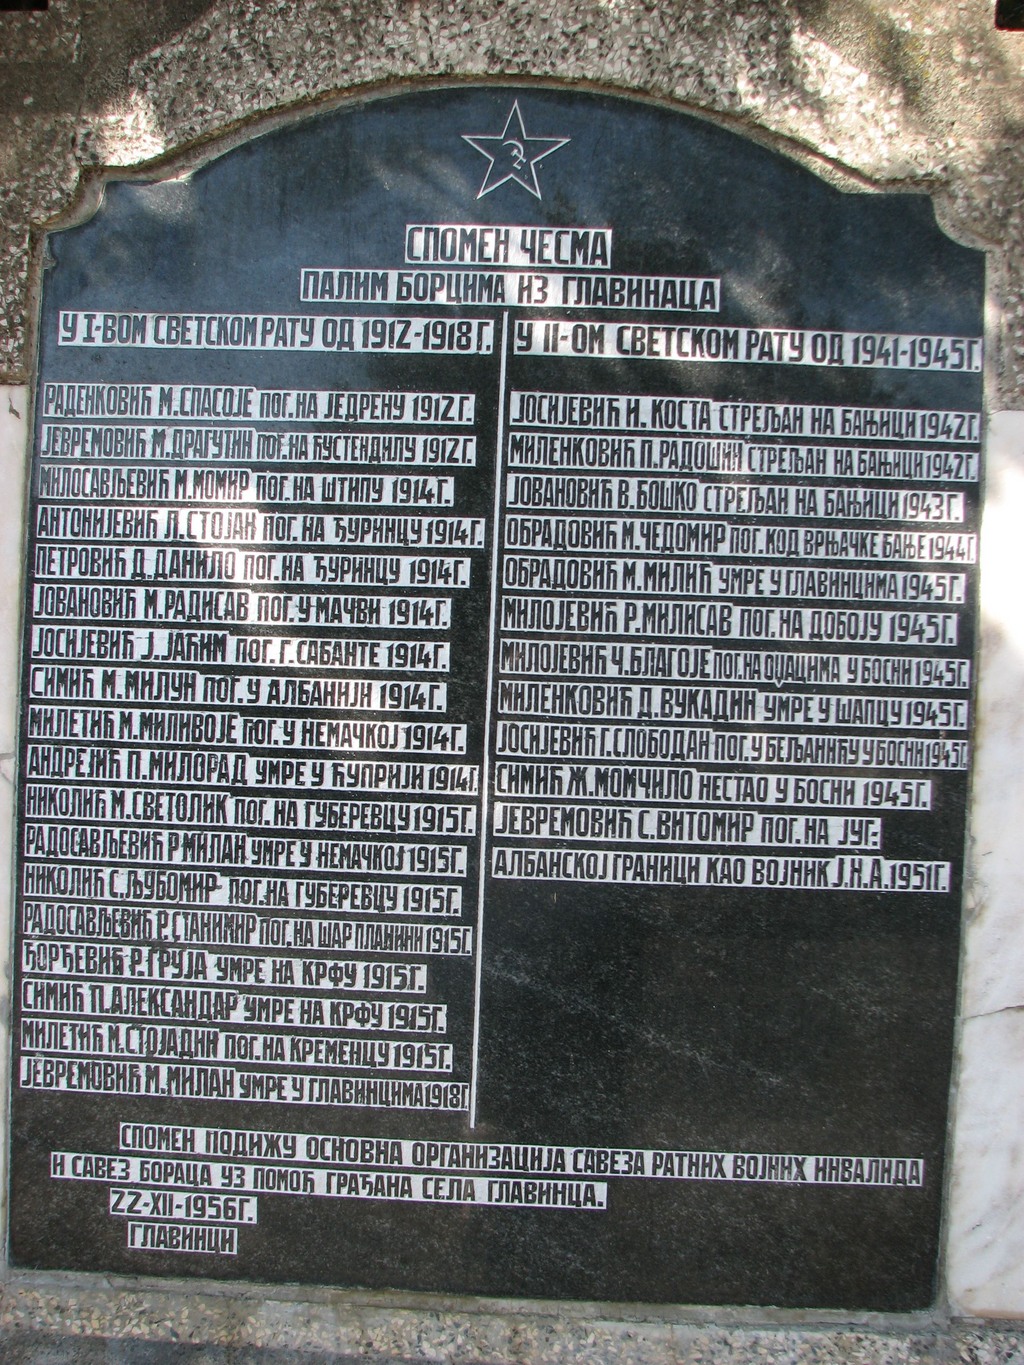 СПОМЕН ЧЕСМА
ПАЛИМ БОРЦИМА ИЗ ГЛАВИНАЦА
У I-ВОМ СВЕТСКОМ РАТУ ОД 1912-1918 Г.
РАДЕНКОВИЋ М.СПАСОЈЕ ПОГ. НА ЈЕДРЕНУ 1912 Г.
ЈЕВРЕМОВИЋ М. ДРАГУТИН ПОГ. НА ЋУСТЕНДИЛУ 1912 Г.
МИЛОСАВЉЕВИЋ М.МОМИР ПОГ. НА ШТИПУ 1914 Г.
АНТОНИЈЕВИЋ Д.СТОЈАН ПОГ. НА ЂУРИНЦУ 1914 Г.
ПЕТРОВИЋ Д.ДАНИЛО ПОГ. НА ЂУРИНЦУ 1914 Г.
ЈОВАНОВИЋ М.РАДИСАВ ПОГ. У МАЧВИ 1914 Г.
ЈОСИЈЕВИЋ Ј.ЈАЋИМ ПОГ. Г. САБАНТЕ 1914 Г.
СИМИЋ М. МИЛУН ПОГ. У АЛБАНИЈИ 1914 Г.
МИЛЕТИЋ М. МИЛИВОЈЕ ПОГ. У НЕМАЧКОЈ 1914 Г.
АНДРЕЈИЋ П.МИЛОРАД УМРЕ У ЋУПРИЈИ 1914 Г.
НИКОЛИЋ М.СВЕТОЛИК ПОГ. НА ГУБЕРЕВЦУ 1915 Г.
РАДОСАВЉЕВИЋ Р.МИЛАН УМРЕ У НЕМАЧКОЈ 1915 Г.
НИКОЛИЋ С.ЉУБОМИР ПОГ. НА ГУБЕРЕВЦУ 1915 Г.
РАДОСАВЉЕВИЋ Р.СТАНИМИР ПОГ. НА ШАР ПЛАНИНИ 1915 Г.
ЂОРЂЕВИЋ Р.ГРУЈА УМРЕ НА КРФУ 1915 Г.
СИМИЋ П.АЛЕКСАНДАР УМРЕ НА КРФУ 1915 Г.
МИЛЕТИЋ М.СТОЈАДИН ПОГ. НА КРЕМЕНЦУ 1915 Г.
ЈЕВРЕМОВИЋ М.МИЛАН УМРЕ У ГЛАВИНЦИМА 1918 Г.
У II-ОМ СВЕТСКОМ РАТУ ОД 1941-1945 Г.
ЈОСИЈЕВИЋ И. КОСТА СТРЕЉАН НА БАЊИЦИ 1942 Г.
МИЛЕНКОВИЋ П.РАДОШИН СТРЕЉАН НА БАЊИЦИ 1942 Г.
ЈОВАНОВИЋ В.БОШКО СТРЕЉАН НА БАЊИЦИ 1943 Г.
ОБРАДОВИЋ М.ЧЕДОМИР ПОГ. КОД ВРЊАЧКЕ БАЊЕ 1944 Г.
ОБРАДОВИЋ М.МИЛИЋ УМРЕ У ГЛАВИНЦИМА 1945 Г.
МИЛОЈЕВИЋ Р.МИЛИСАВ ПОГ. НА ДОБОЈУ 1945 Г.
МИЛОЈЕВИЋ Ч.БЛАГОЈЕ ПОГ. НА ОЏАЦИМА У БОСНИ 1945 Г.
МИЛЕНКОВИЋ Д.ВУКАДИН УМРЕ У ШАПЦУ 1945 Г.
ЈОСИЈЕВИЋ Г.СЛОБОДАН ПОГ. У БЕЉАНИЋУ У БОСНИ 1945 Г.
СИМИЋ Ж.МОМЧИЛО НЕСТАО У БОСНИ 1945 Г.
ЈЕВРЕМОВИЋ С.ВИТОМИР ПОГ. НА ЈУГ.-
АЛБАНСКОЈ ГРАНИЦИ КАО ВОЈНИК Ј.Н.А. 1951 Г.
СПОМЕН ПОДИЖУ ОСНОВНА ОРГАНИЗАЦИЈА САВЕЗА РАТНИХ ВОЈНИХ ИНВАЛИДА
И САВЕЗ БОРАЦА УЗ ПОМОЋ ГРАЂАНА СЕЛА ГЛАВИНЦА.
22-XII-1956 Г.
ГЛАВИНЦИ